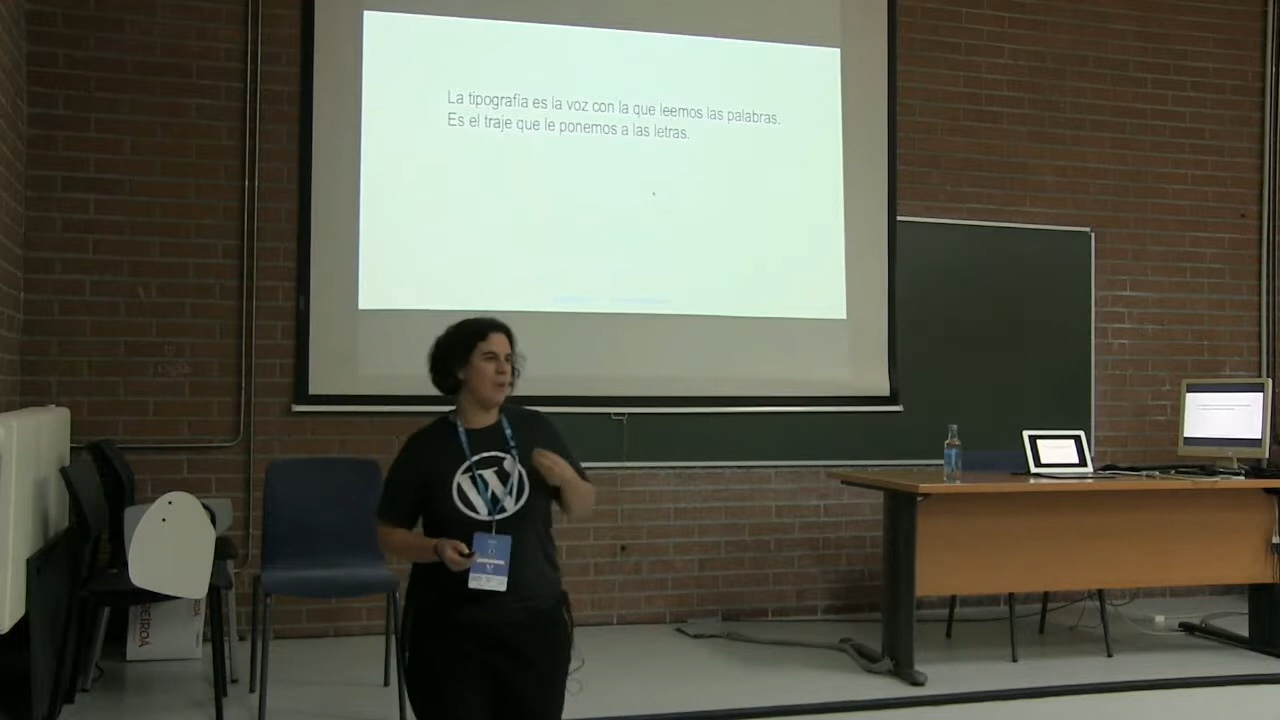 La tipografía es la voz con la que leemos las palabras.
Es el traje que le ponemos a las letras.
W